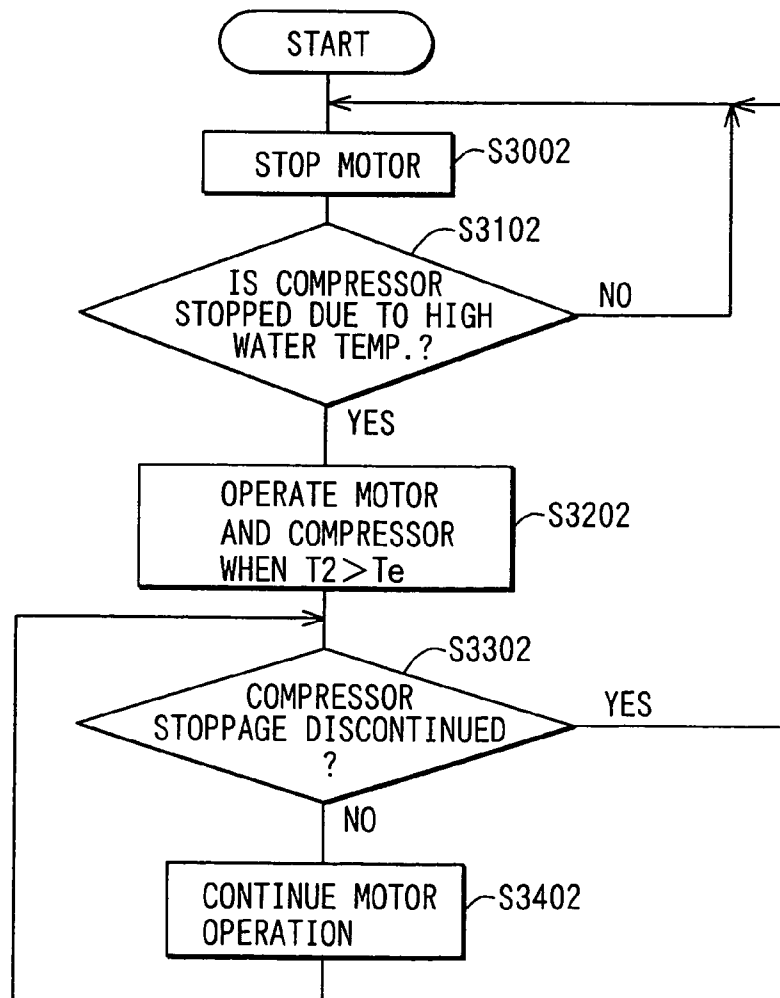 START
STOP MOTOR
S3002
S3102
IS COMPRESSOR
STOPPED DUE TO HIGH
WATER TEMP.?
NO
YES
OPERATE MOTOR
AND COMPRESSOR
WHEN T2>Te
S3202
S3302
COMPRESSOR
STOPPAGE DISCONTINUED
?
YES
NO
CONTINUE MOTOR
OPERATION
S3402